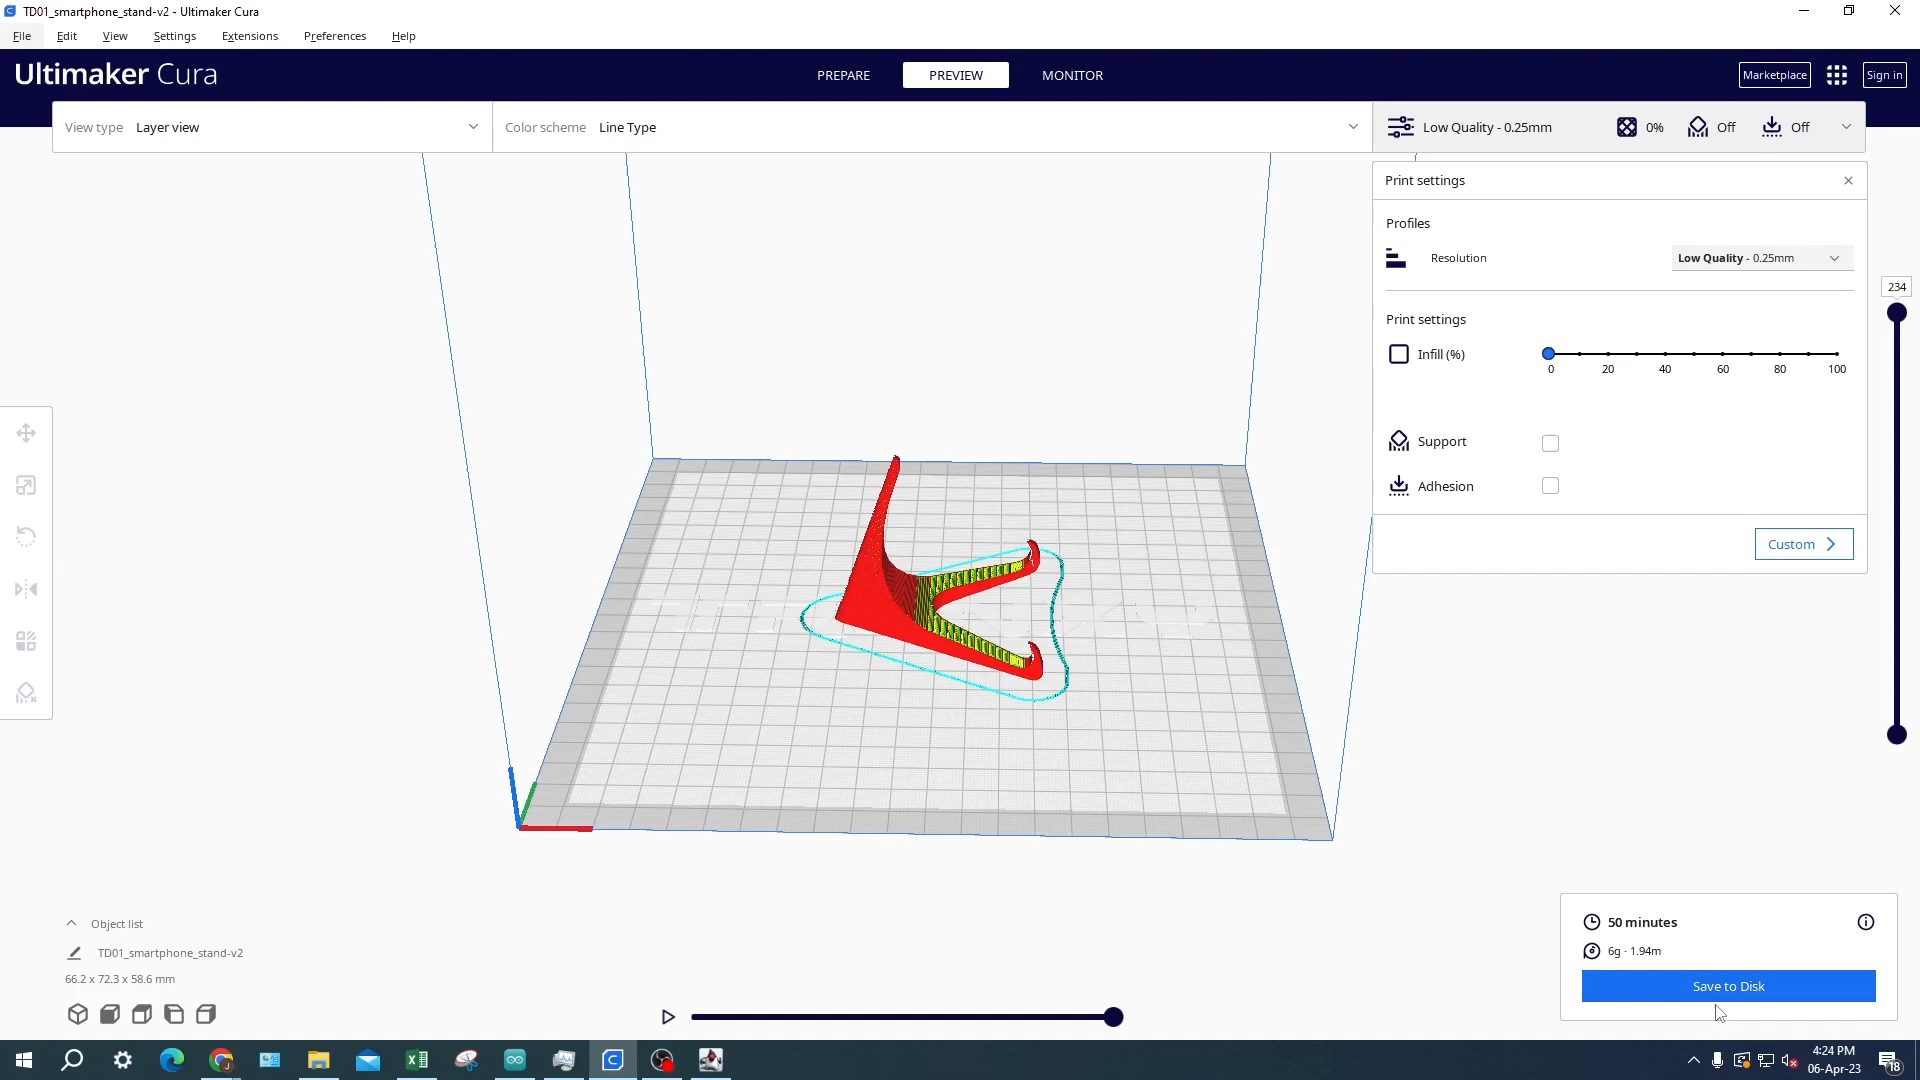 TD01_smartphone_stand-v2 - Ultimaker Cura
File Edit View Settings Extensions Preferences Help
Ultimaker Cura
PREPARE PREVIEW MONITOR
Marketplace Sign in
View type Layer view
Color scheme Line Type
Low Quality - 0.25mm 0% Off Off
Print settings
Profiles
Resolution Low Quality - 0.25mm
234
Print settings
Infill (%)
0 20 40 60 80 100
Support
Adhesion
Custom
Object list
TD01_smartphone_stand-v2
66.2 x 72.3 x 58.6 mm
50 minutes
6g · 1.94m
Save to Disk
4:24 PM
06-Apr-23
18